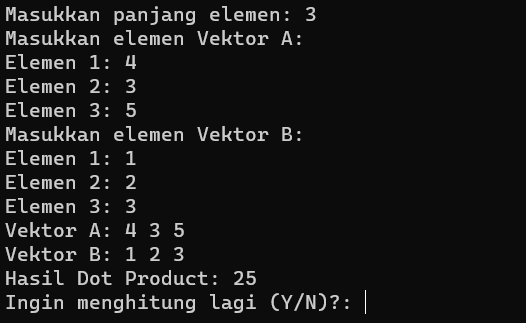 Masukkan panjang elemen: 3
Masukkan elemen Vektor A:
Elemen 1: 4
Elemen 2: 3
Elemen 3: 5
Masukkan elemen Vektor B:
Elemen 1: 1
Elemen 2: 2
Elemen 3: 3
Vektor A: 4 3 5
Vektor B: 1 2 3
Hasil Dot Product: 25
Ingin menghitung lagi (Y/N)?: